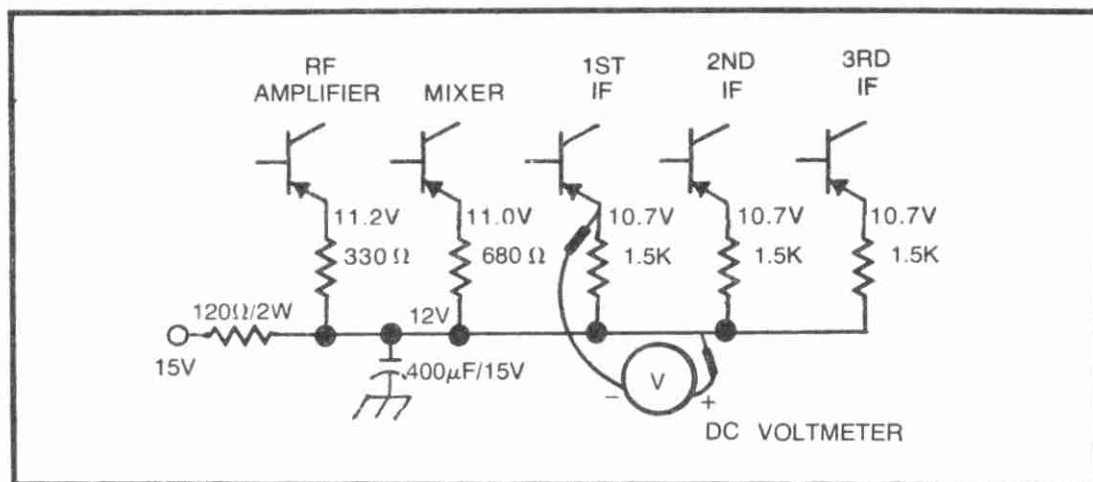 RF
AMPLIFIER
MIXER
1ST
IF
2ND
IF
3RD
IF
11.2V
11.0V
10.7V
10.7V
10.7V
330 Ω
680 Ω
1.5K
1.5K
1.5K
120Ω/2W
12V
15V
400μF/15V
V
− +
DC VOLTMETER